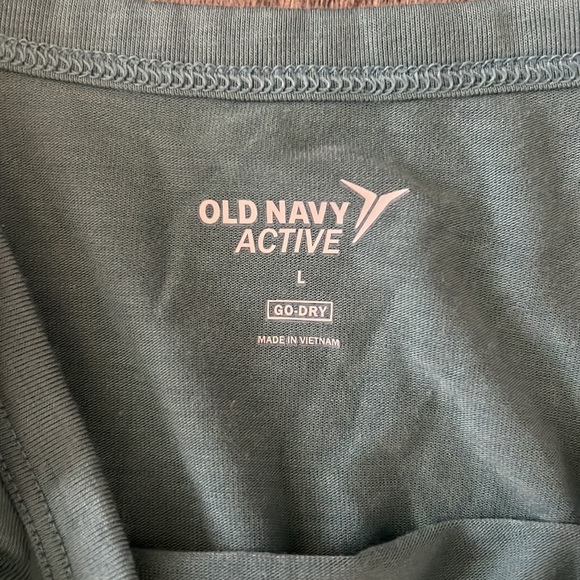 OLD NAVY
ACTIVE
L
GO-DRY
MADE IN VIETNAM